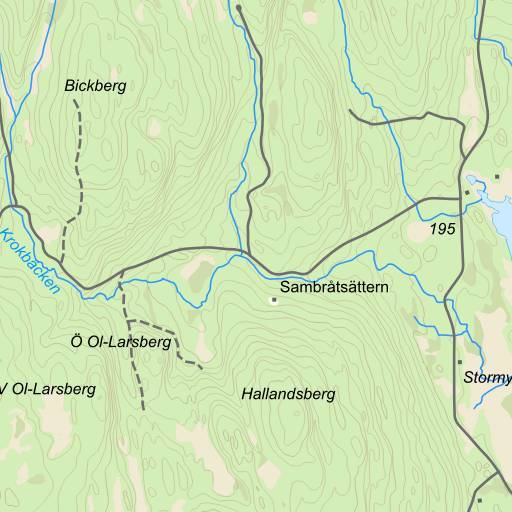 Bickberg
195
Krokbäcken
Sambråtsättern
Ö Ol-Larsberg
Stormy
V Ol-Larsberg
Hallandsberg